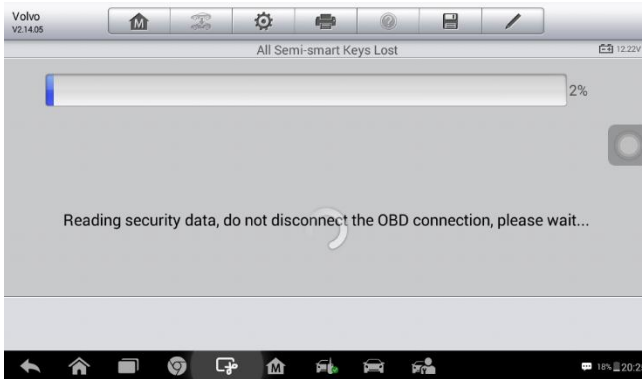 Volvo
V2.14.05
All Semi-smart Keys Lost
12.22V
2%
Reading security data, do not disconnect the OBD connection, please wait...
18%